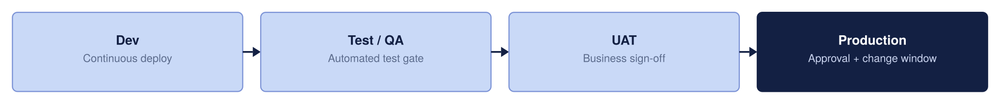 Dev
Continuous deploy
Test / QA
Automated test gate
UAT
Business sign-off
Production
Approval + change window